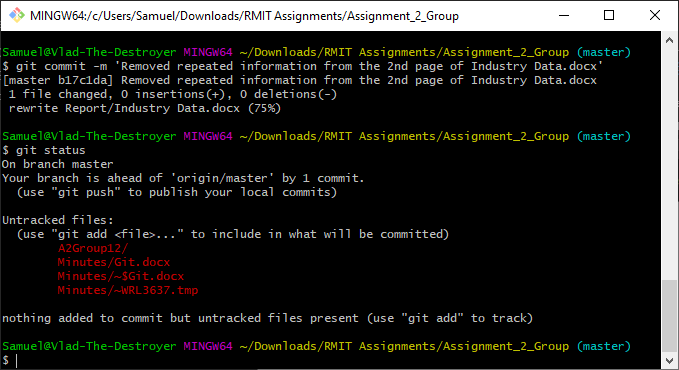 MINGW64:/c/Users/Samuel/Downloads/RMIT Assignments/Assignment_2_Group
Samuel@Vlad-The-Destroyer MINGW64 ~/Downloads/RMIT Assignments/Assignment_2_Group (master)
$ git commit -m 'Removed repeated information from the 2nd page of Industry Data.docx'
[master b17c1da] Removed repeated information from the 2nd page of Industry Data.docx
 1 file changed, 0 insertions(+), 0 deletions(-)
 rewrite Report/Industry Data.docx (75%)
Samuel@Vlad-The-Destroyer MINGW64 ~/Downloads/RMIT Assignments/Assignment_2_Group (master)
$ git status
On branch master
Your branch is ahead of 'origin/master' by 1 commit.
  (use "git push" to publish your local commits)
Untracked files:
  (use "git add <file>..." to include in what will be committed)
        A2Group12/
        Minutes/Git.docx
        Minutes/~$Git.docx
        Minutes/~WRL3637.tmp
nothing added to commit but untracked files present (use "git add" to track)
Samuel@Vlad-The-Destroyer MINGW64 ~/Downloads/RMIT Assignments/Assignment_2_Group (master)
$